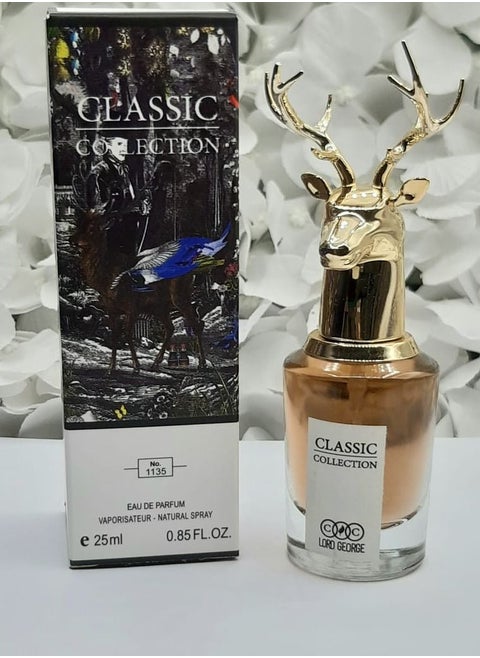 CLASSIC
COLLECTION
No.
1135
EAU DE PARFUM
VAPORISATEUR - NATURAL SPRAY
e 25ml 0.85 FL.OZ.
CLASSIC
COLLECTION
CC
LORD GEORGE